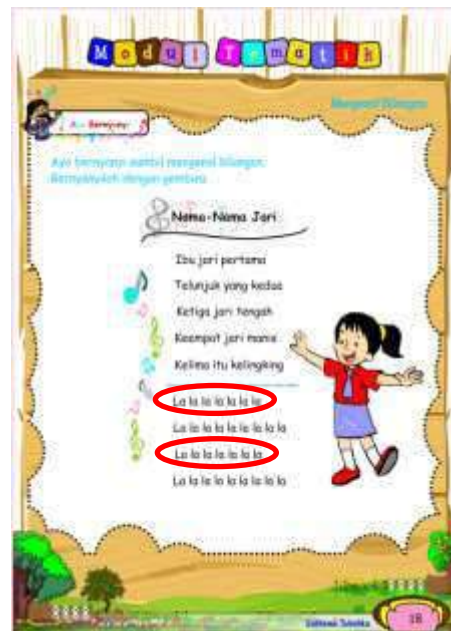 Modul Tematik
Mengenal Bilangan
Ayo Bernyanyi
Ayo bernyanyi sambil mengenal bilangan.
Bernyanyilah dengan gembira
Nama-Nama Jari
Ibu jari pertama
Telunjuk yang kedua
Ketiga jari tengah
Keempat jari manis
Kelima itu kelingking
La la la la la la la
La la la la la la la la la
La la la la la la la
La la la la la la la la la
18